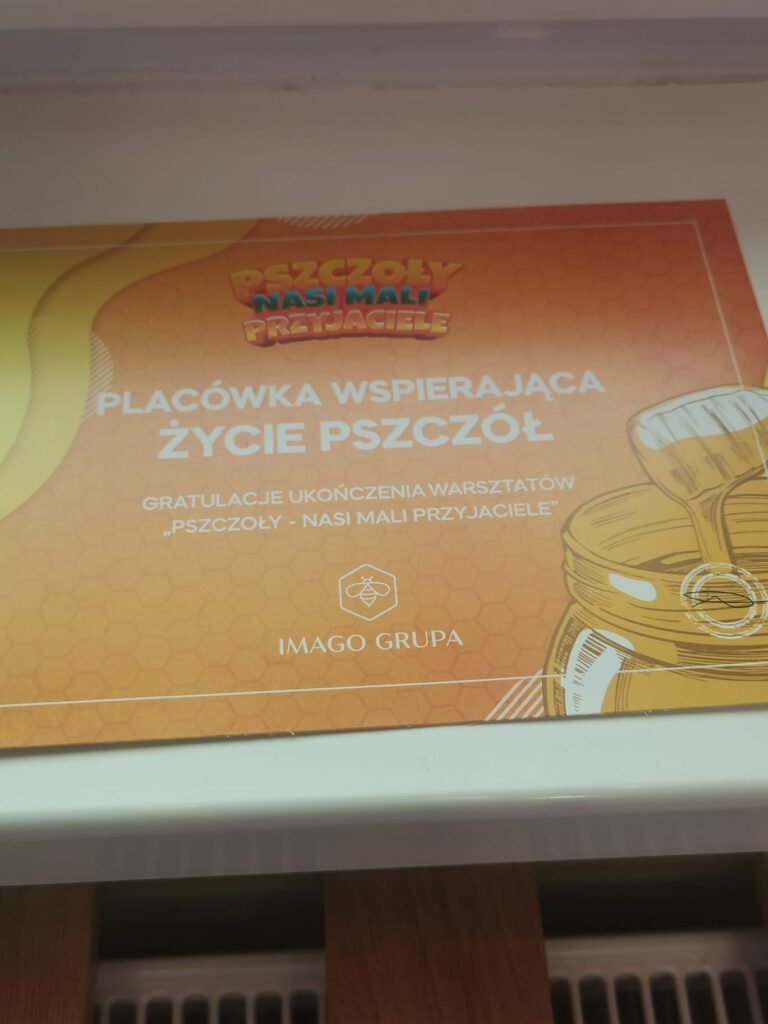 PSZCZOŁY
NASI MALI
PRZYJACIELE
PLACÓWKA WSPIERAJĄCA
ŻYCIE PSZCZÓŁ
GRATULACJE UKOŃCZENIA WARSZTATÓW
„PSZCZOŁY - NASI MALI PRZYJACIELE”
IMAGO GRUPA